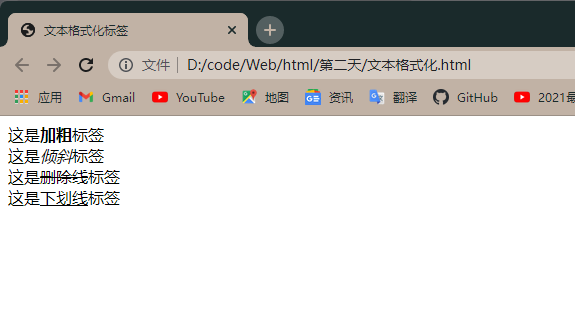 文本格式化标签
文件 D:/code/Web/html/第二天/文本格式化.html
应用 Gmail YouTube 地图 资讯 翻译 GitHub 2021最
这是加粗标签
这是倾斜标签
这是删除线标签
这是下划线标签